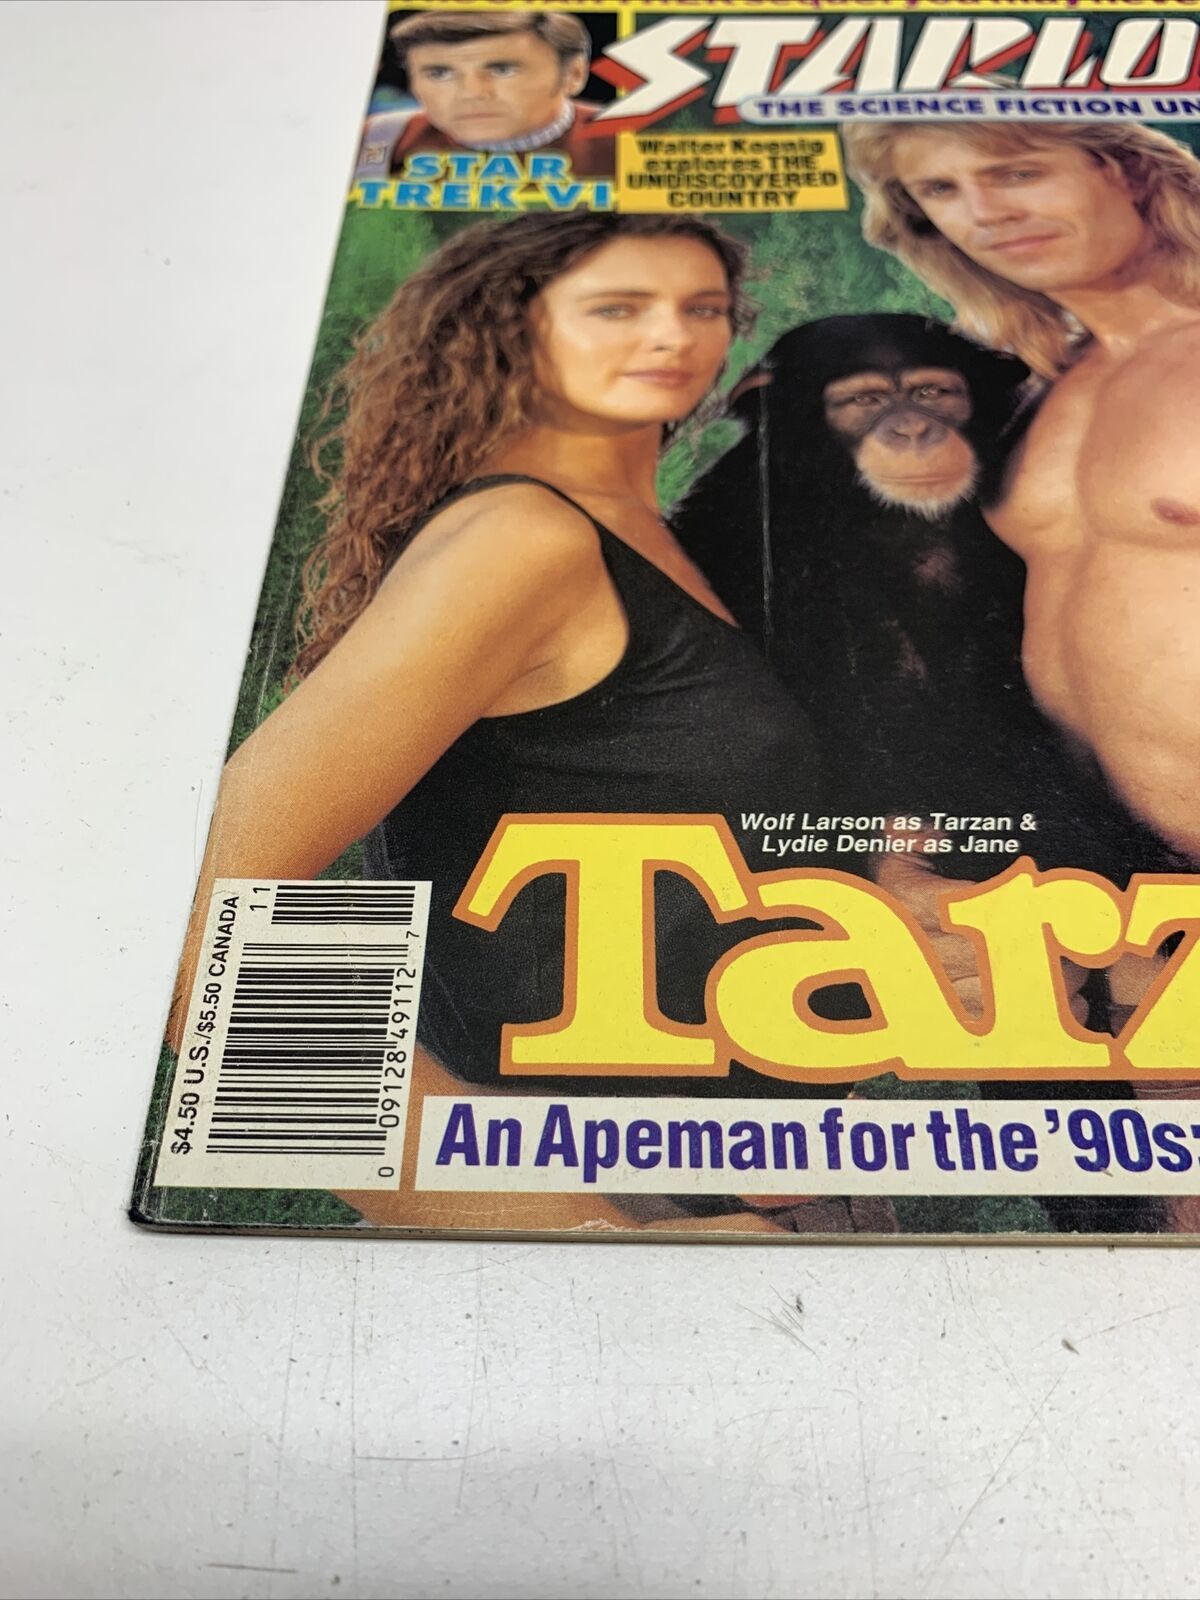 STARLO
THE SCIENCE FICTION UN
STAR
TREK VI
Walter Koenig
explores THE
UNDISCOVERED
COUNTRY
Wolf Larson as Tarzan &
Lydie Denier as Jane
Tarz
An Apeman for the '90s:
$4.50 U.S./$5.50 CANADA
11
0 09128 49112 7